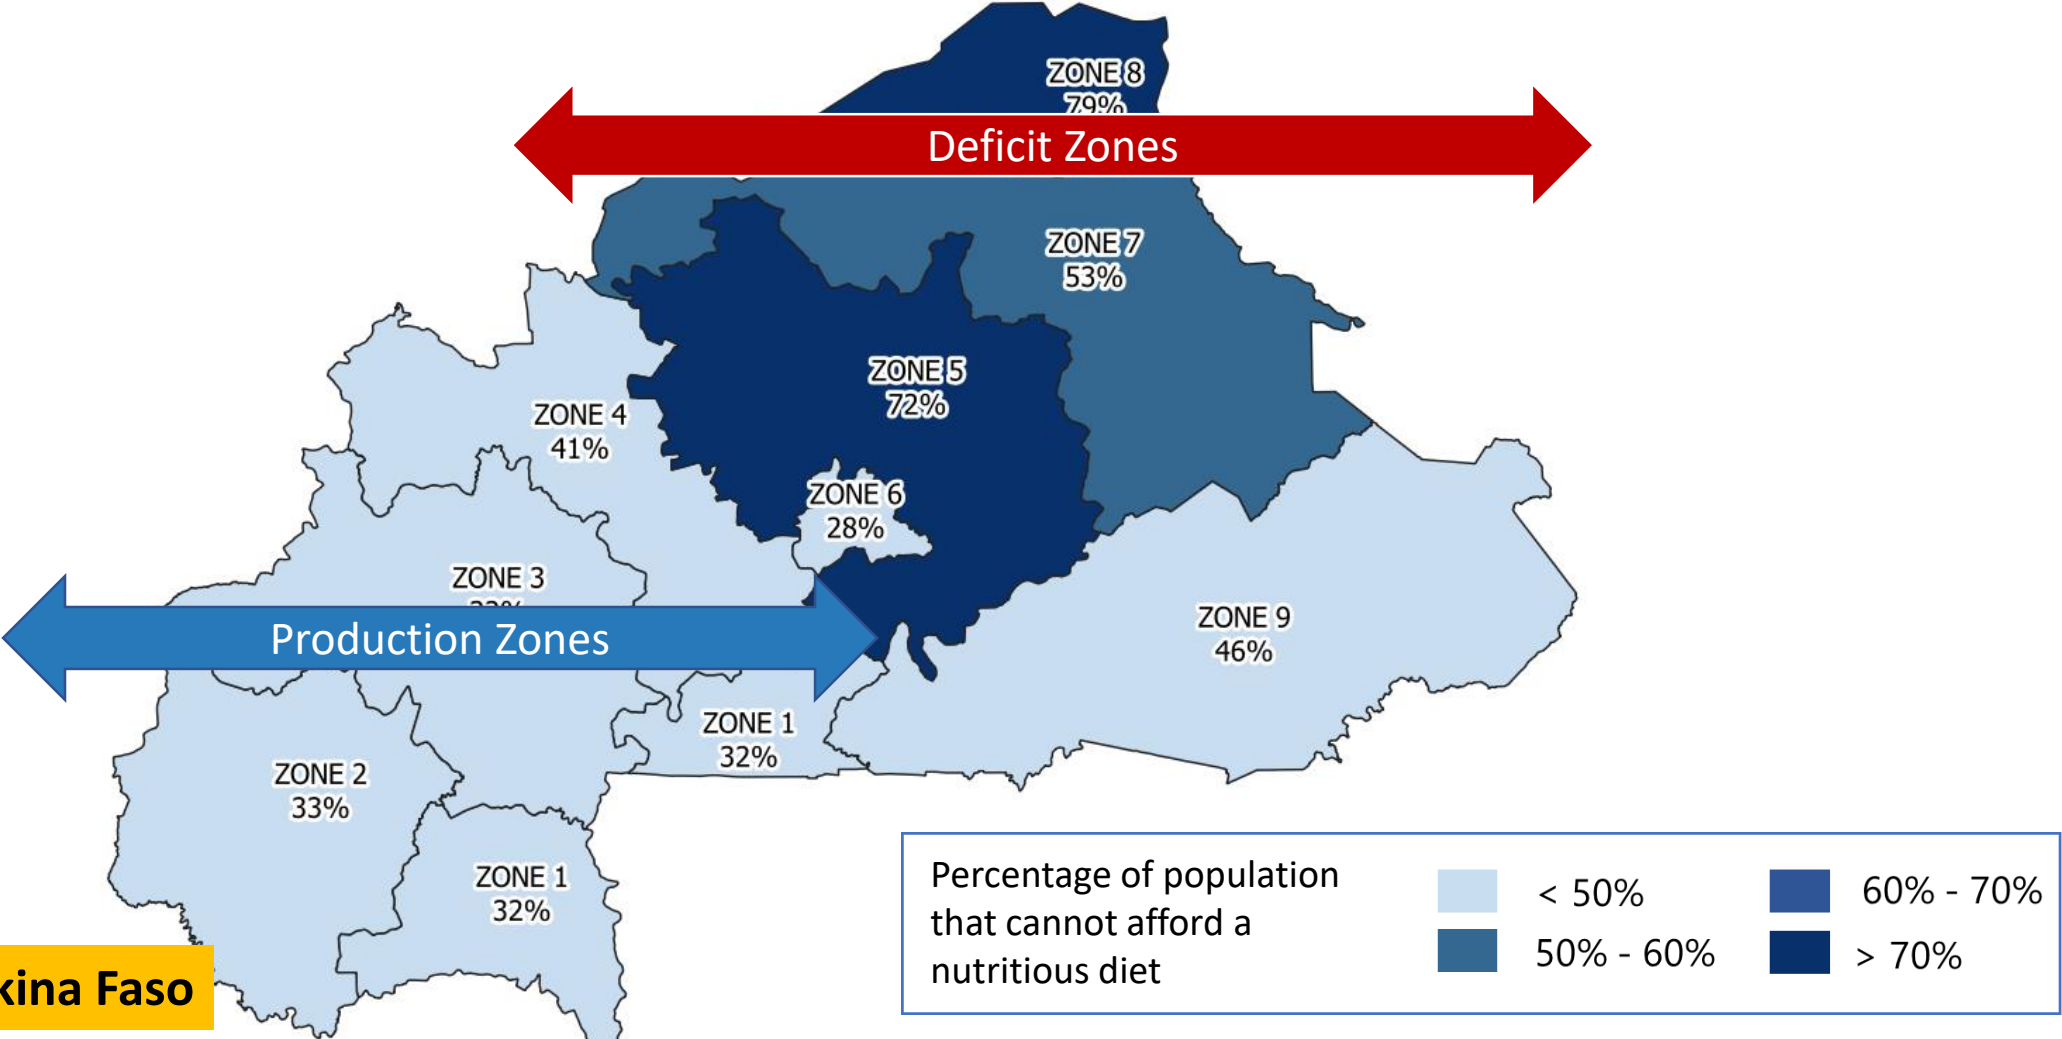 ZONE 8
79%
Deficit Zones
ZONE 7
53%
ZONE 5
72%
ZONE 4
41%
ZONE 6
28%
ZONE 3
Production Zones
ZONE 9
46%
ZONE 1
32%
ZONE 2
33%
ZONE 1
32%
kina Faso
Percentage of population
that cannot afford a
nutritious diet
< 50%
50% - 60%
60% - 70%
> 70%